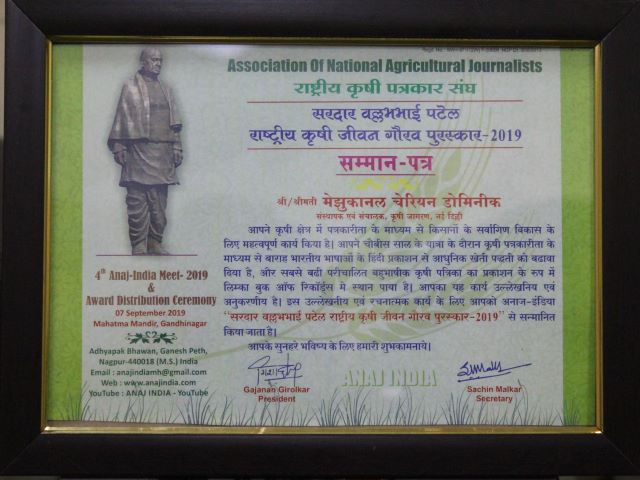 Association Of National Agricultural Journalists
राष्ट्रीय कृषी पत्रकार संघ
सरदार वल्लभभाई पटेल
राष्ट्रीय कृषी जीवन गौरव पुरस्कार-2019
सम्मान-पत्र
श्री/श्रीमती मेझुकानल चेरियन डोमिनीक
संस्थापक एवं संचालक, कृषी जागरण, नई दिल्ली
आपने कृषी क्षेत्र में पत्रकारीता के माध्यम से किसानों के सर्वांगिण विकास के
लिए महत्वपूर्ण कार्य किया है। आपने चोबीस साल के यात्रा के दौरान कृषी पत्रकारीता के
माध्यम से बाराह भारतीय भाषाओं के हिंदी प्रकाशन से आधुनिक खेती पध्दती को बढावा
दिया है, और सबसे बढी परीचालित बहुभाषीक कृषी पत्रिका का प्रकाशन के रुप में
लिम्का बुक ऑफ रिकॉर्ड्स मे स्थान पाया है। आपका यह कार्य उल्लेखनिय एवं
अनुकरणीय है। इस उल्लेखनीय एवं रचनात्मक कार्य के लिए आपको अनाज-इंडिया
"सरदार वल्लभभाई पटेल राष्ट्रीय कृषी जीवन गौरव पुरस्कार-2019" से सन्मानित
किया जाता है।
आपके सुनहरे भविष्य के लिए हमारी शुभकामनाये।
4th Anaj-India Meet- 2019
&
Award Distribution Ceremony
07 September 2019
Mahatma Mandir, Gandhinagar
Adhyapak Bhawan, Ganesh Peth,
Nagpur-440018 (M.S.) India
Email : anajindiamh@gmail.com
Web : www.anajindia.com
YouTube : ANAJ INDIA - YouTube
ANAJ INDIA
Gajanan Girolkar
President
Sachin Malkar
Secretary